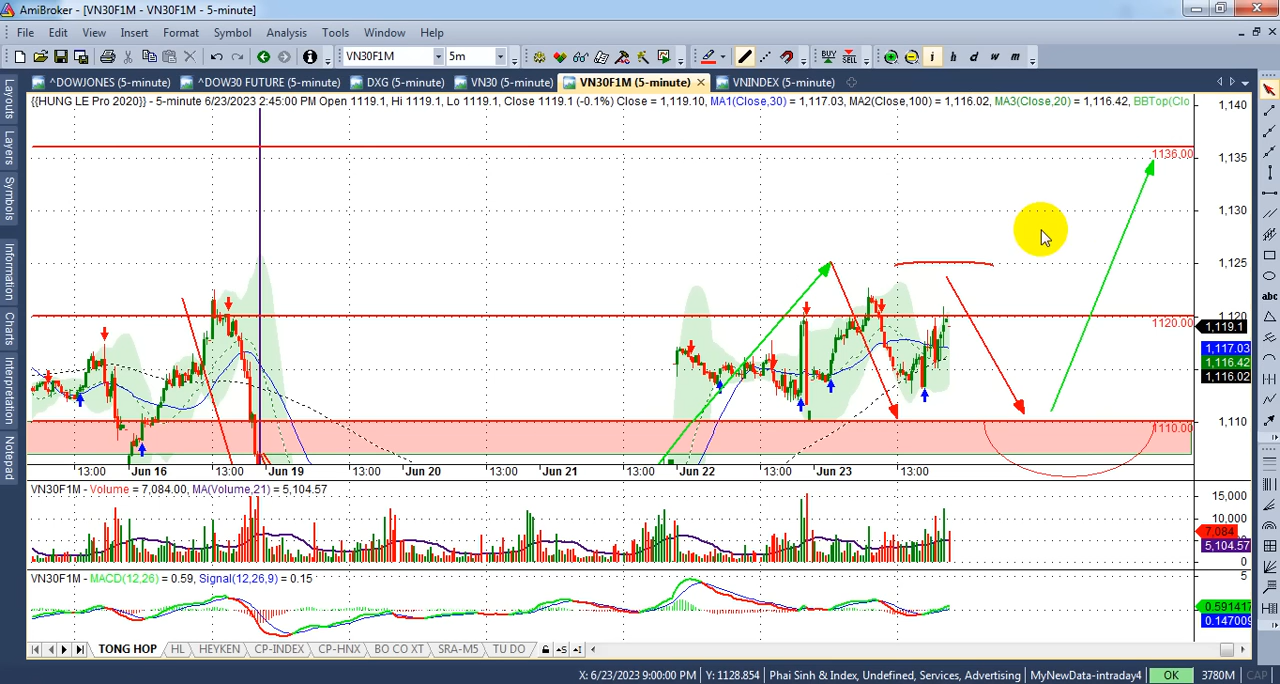 AmiBroker - [VN30F1M - VN30F1M - 5-minute]
File Edit View Insert Format Symbol Analysis Tools Window Help
VN30F1M 5m BUY SELL i h d w m
^DOWJONES (5-minute) ^DOW30 FUTURE (5-minute) DXG (5-minute) VN30 (5-minute) VN30F1M (5-minute) VNINDEX (5-minute)
{{HUNG LE Pro 2020}} - 5-minute 6/23/2023 2:45:00 PM Open 1119.1, Hi 1119.1, Lo 1119.1, Close 1119.1 (-0.1%) Close = 1,119.10, MA1(Close,30) = 1,117.03, MA2(Close,100) = 1,116.02, MA3(Close,20) = 1,116.42, BBTop(Clo
Layouts
Layers
Symbols
Information
Charts
Interpretation
Notepad
abc
1,140
1136.00
1,135
1,130
1,125
1,120
1120.00
1,119.1
1,117.03
1,116.42
1,116.02
1,110
1110.00
13:00 Jun 16 13:00 Jun 19 13:00 Jun 20 13:00 Jun 21 13:00 Jun 22 13:00 Jun 23 13:00
VN30F1M - Volume = 7,084.00, MA(Volume,21) = 5,104.57
15,000
10,000
7,084
5,104.57
0
VN30F1M - MACD(12,26) = 0.59, Signal(12,26,9) = 0.15
5
0.591417
0.147009
TONG HOP HL HEYKEN CP-INDEX CP-HNX BO CO XT SRA-M5 TU DO
X: 6/23/2023 9:00:00 PM Y: 1128.854 Phai Sinh & Index, Undefined, Services, Advertising MyNewData-intraday4 OK 3780M CAP